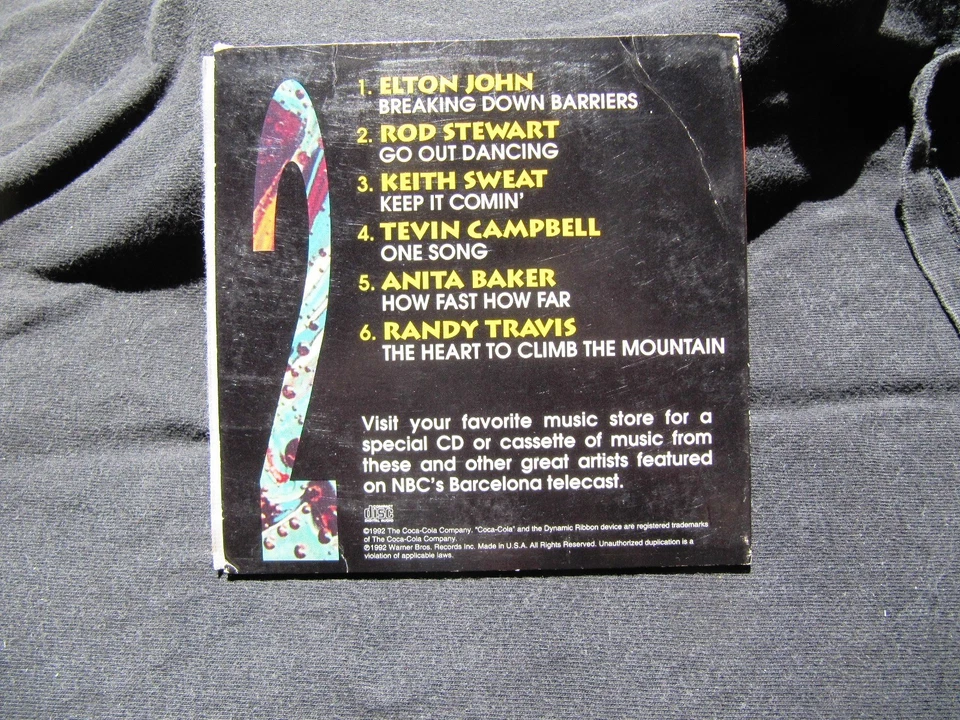 2
1. ELTON JOHN
BREAKING DOWN BARRIERS
2. ROD STEWART
GO OUT DANCING
3. KEITH SWEAT
KEEP IT COMIN'
4. TEVIN CAMPBELL
ONE SONG
5. ANITA BAKER
HOW FAST HOW FAR
6. RANDY TRAVIS
THE HEART TO CLIMB THE MOUNTAIN
Visit your favorite music store for a
special CD or cassette of music from
these and other great artists featured
on NBC's Barcelona telecast.
COMPACT
disc
DIGITAL AUDIO
©1992 The Coca-Cola Company. "Coca-Cola" and the Dynamic Ribbon device are registered trademarks
of The Coca-Cola Company.
℗1992 Warner Bros. Records Inc. Made in U.S.A. All Rights Reserved. Unauthorized duplication is a
violation of applicable laws.